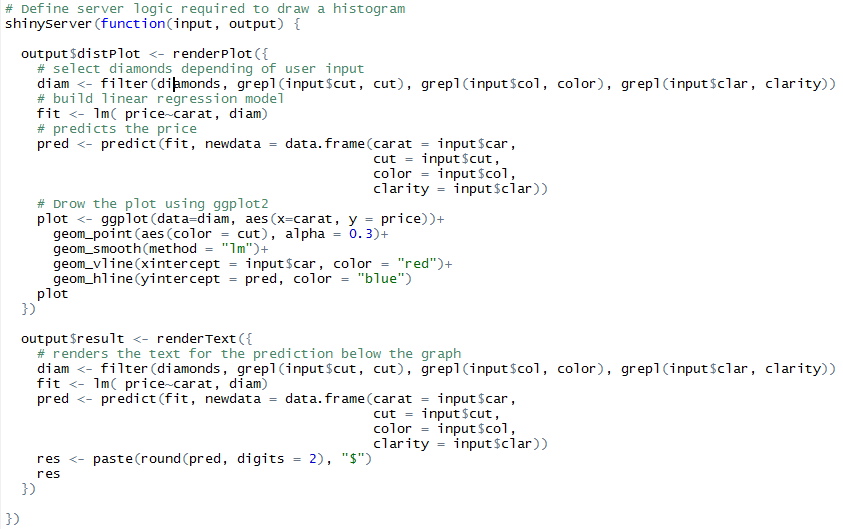 # Define server logic required to draw a histogram
shinyServer(function(input, output) {
output$distPlot <- renderPlot({
# select diamonds depending of user input
diam <- filter(diamonds, grepl(input$cut, cut), grepl(input$col, color), grepl(input$clar, clarity))
# build linear regression model
fit <- lm( price~carat, diam)
# predicts the price
pred <- predict(fit, newdata = data.frame(carat = input$car,
cut = input$cut,
color = input$col,
clarity = input$clar))
# Drow the plot using ggplot2
plot <- ggplot(data=diam, aes(x=carat, y = price))+
geom_point(aes(color = cut), alpha = 0.3)+
geom_smooth(method = "lm")+
geom_vline(xintercept = input$car, color = "red")+
geom_hline(yintercept = pred, color = "blue")
plot
})
output$result <- renderText({
# renders the text for the prediction below the graph
diam <- filter(diamonds, grepl(input$cut, cut), grepl(input$col, color), grepl(input$clar, clarity))
fit <- lm( price~carat, diam)
pred <- predict(fit, newdata = data.frame(carat = input$car,
cut = input$cut,
color = input$col,
clarity = input$clar))
res <- paste(round(pred, digits = 2), "$")
res
})
})